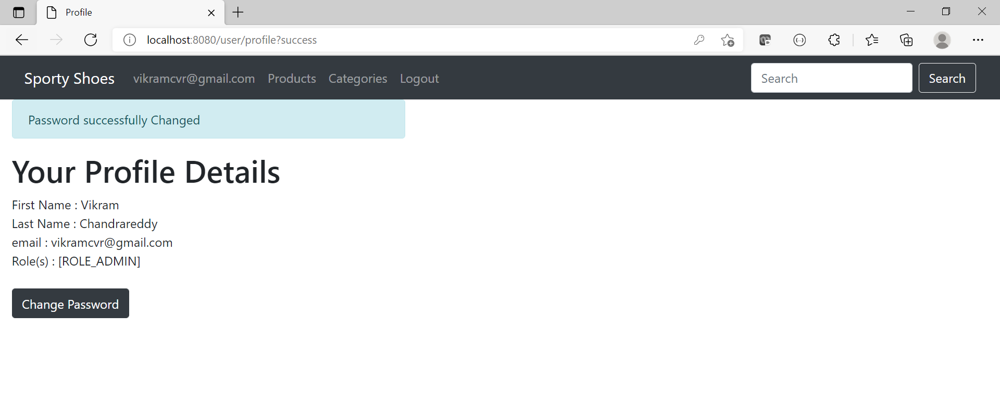 Profile
localhost:8080/user/profile?success
Sporty Shoes vikramcvr@gmail.com Products Categories Logout Search Search
Password successfully Changed
Your Profile Details
First Name : Vikram
Last Name : Chandrareddy
email : vikramcvr@gmail.com
Role(s) : [ROLE_ADMIN]
Change Password